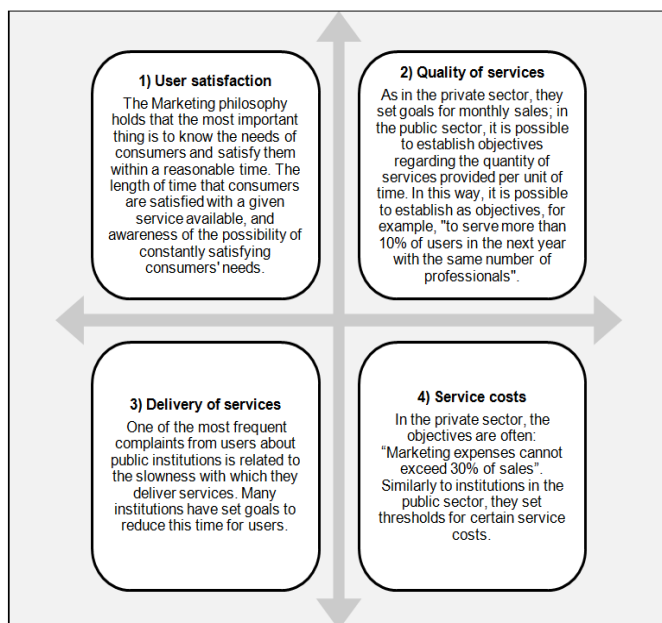 1) User satisfaction
The Marketing philosophy
holds that the most important
thing is to know the needs of
consumers and satisfy them
within a reasonable time. The
length of time that consumers
are satisfied with a given
service available, and
awareness of the possibility of
constantly satisfying
consumers' needs.
2) Quality of services
As in the private sector, they
set goals for monthly sales; in
the public sector, it is possible
to establish objectives
regarding the quantity of
services provided per unit of
time. In this way, it is possible
to establish as objectives, for
example, "to serve more than
10% of users in the next year
with the same number of
professionals".
3) Delivery of services
One of the most frequent
complaints from users about
public institutions is related to
the slowness with which they
deliver services. Many
institutions have set goals to
reduce this time for users.
4) Service costs
In the private sector, the
objectives are often:
“Marketing expenses cannot
exceed 30% of sales”.
Similarly to institutions in the
public sector, they set
thresholds for certain service
costs.